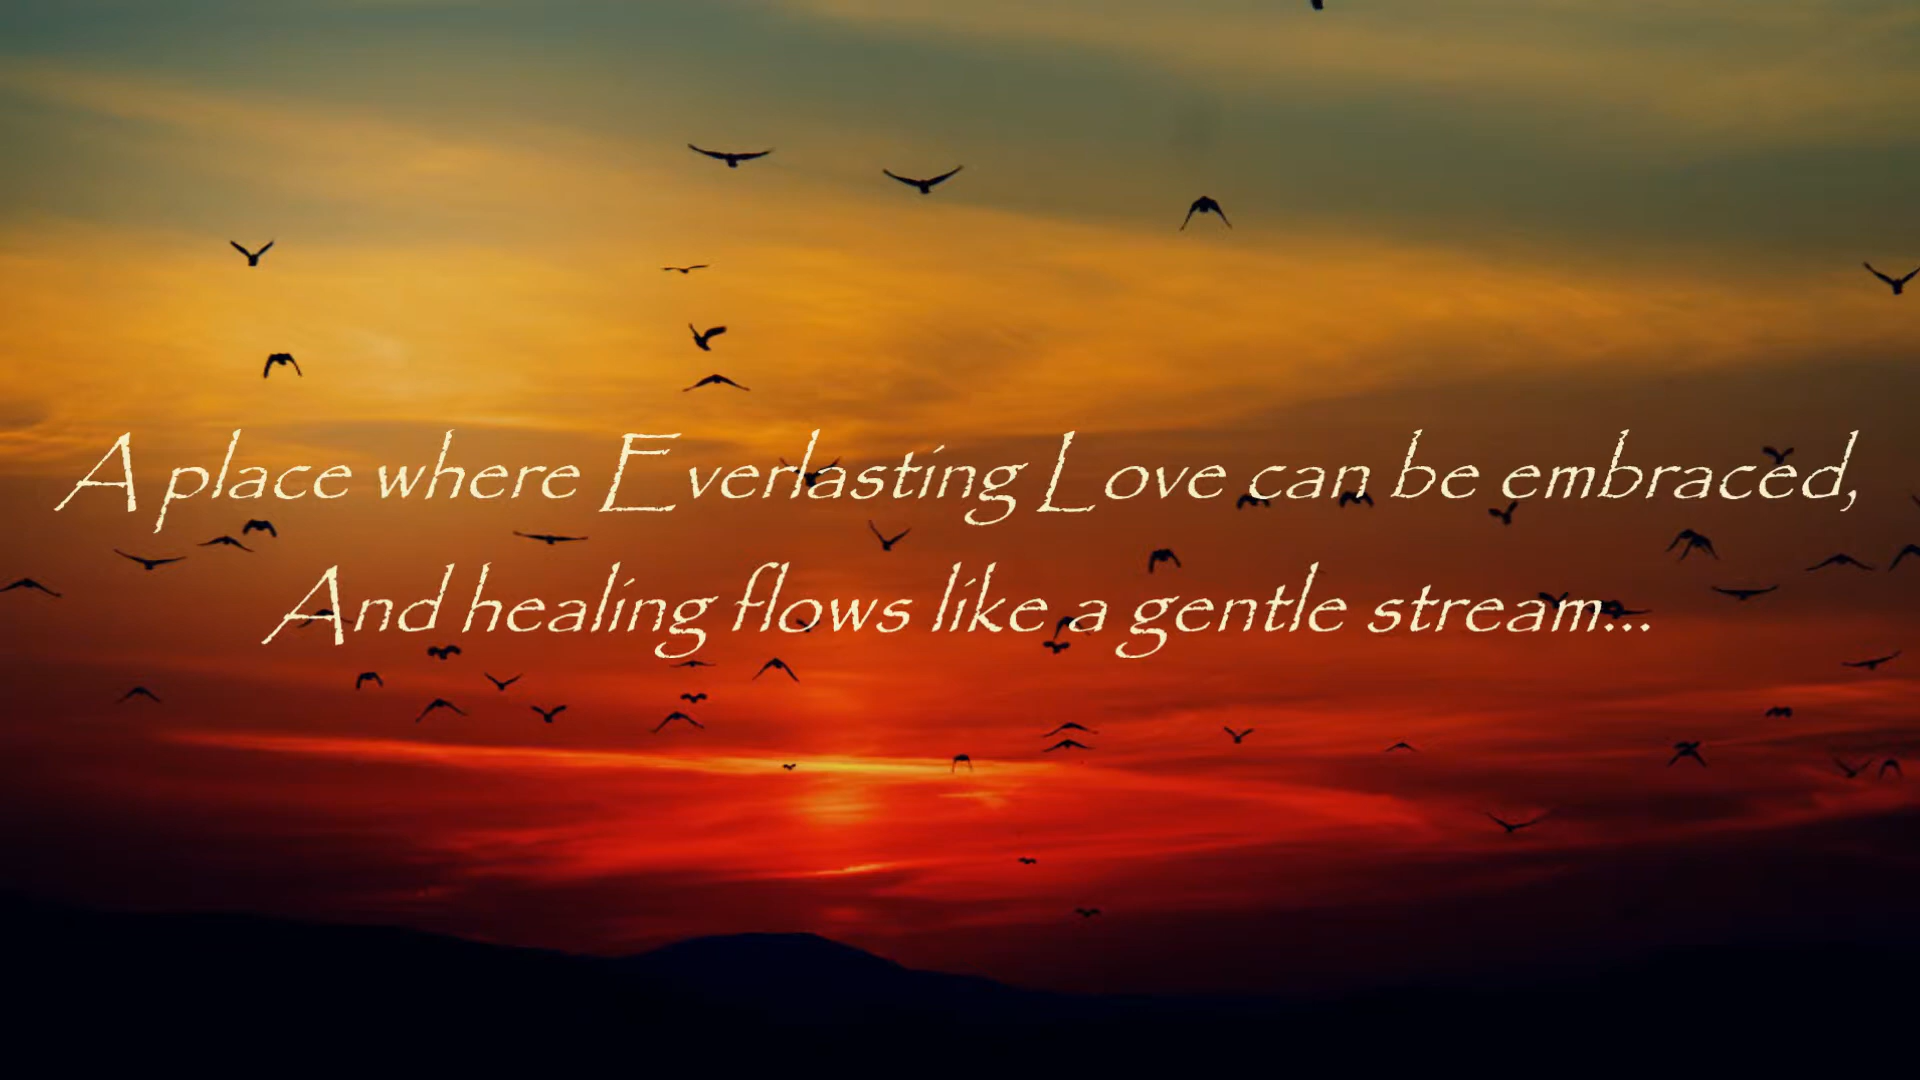 A place where Everlasting Love can be embraced,
And healing flows like a gentle stream...